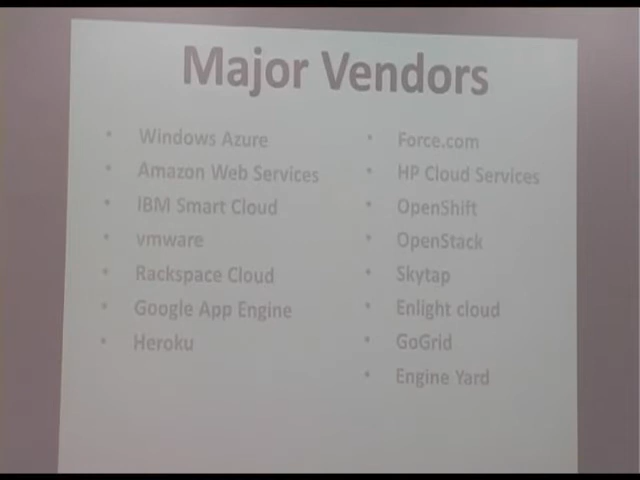 Major Vendors
• Windows Azure
• Amazon Web Services
• IBM Smart Cloud
• vmware
• Rackspace Cloud
• Google App Engine
• Heroku
• Force.com
• HP Cloud Services
• OpenShift
• OpenStack
• Skytap
• Enlight cloud
• GoGrid
• Engine Yard